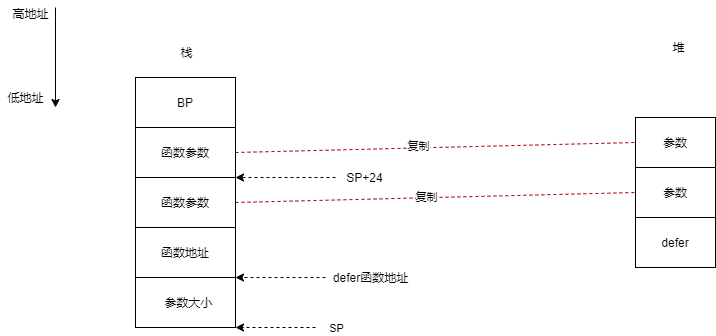 高地址
低地址
栈
堆
BP
函数参数
复制
参数
SP+24
函数参数
复制
参数
函数地址
defer
defer函数地址
参数大小
SP